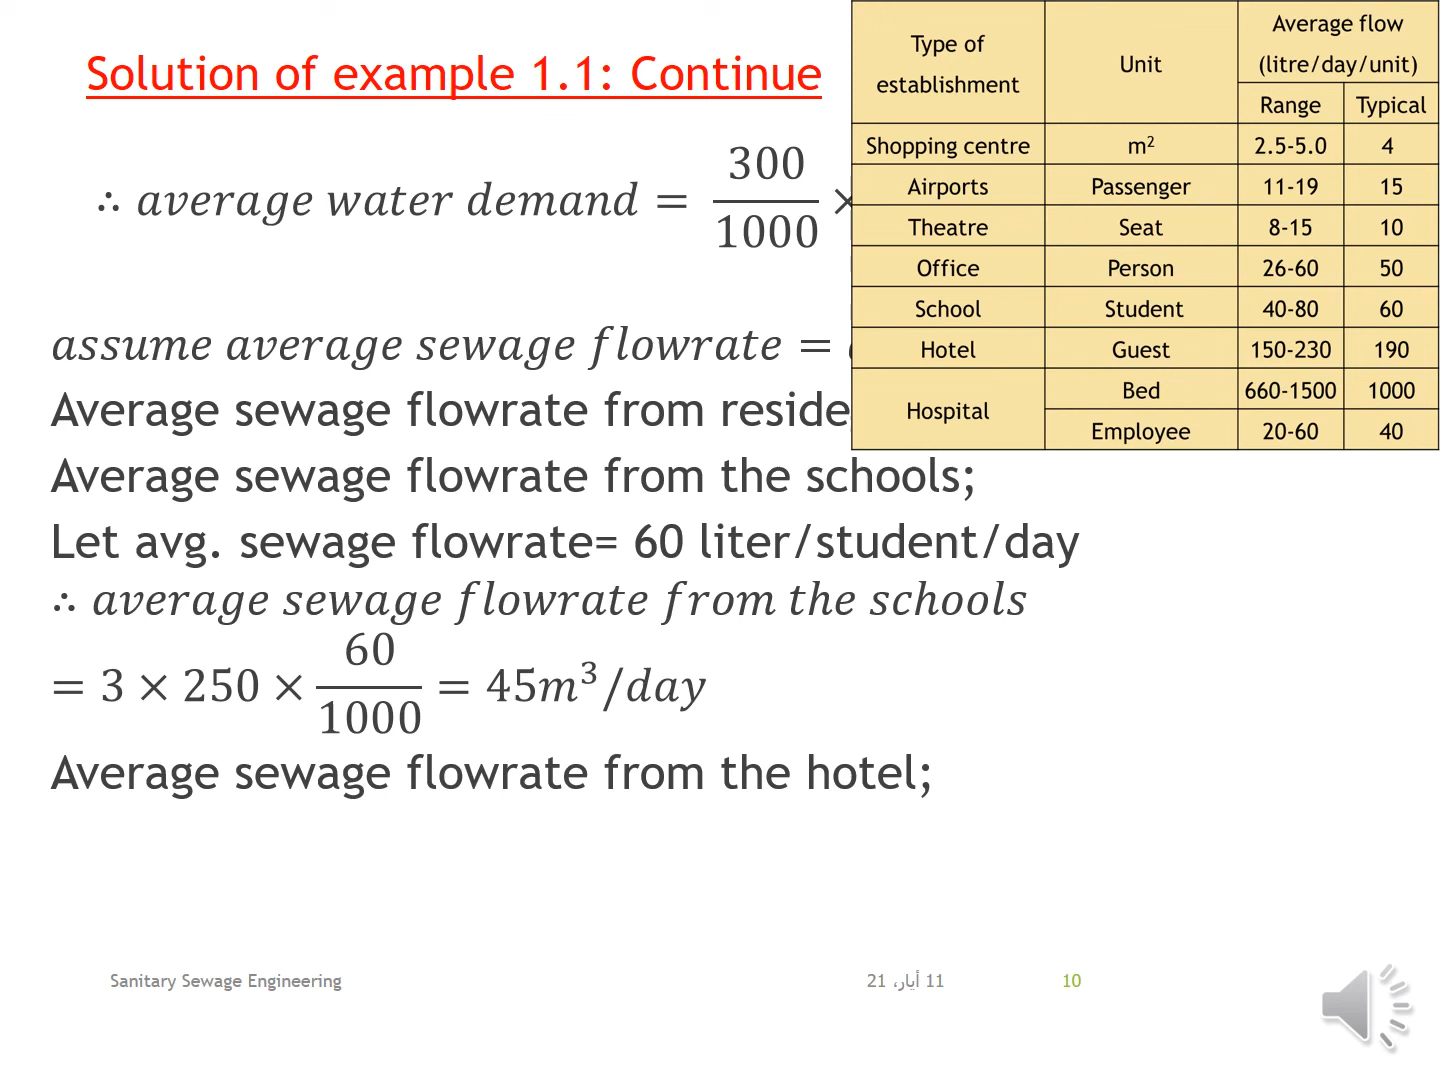 Solution of example 1.1: Continue
∴ average water demand = 300/1000 ×
assume average sewage flowrate =
Average sewage flowrate from
Average sewage flowrate from the schools;
Let avg. sewage flowrate= 60 liter/student/day
∴ average sewage flowrate from the schools
= 3 × 250 × 60/1000 = 45m³/day
Average sewage flowrate from the hotel;
Type of establishment Unit Average flow (litre/day/unit)
Range Typical
Shopping centre m² 2.5-5.0 4
Airports Passenger 11-19 15
Theatre Seat 8-15 10
Office Person 26-60 50
School Student 40-80 60
Hotel Guest 150-230 190
Hospital Bed 660-1500 1000
Employee 20-60 40
Sanitary Sewage Engineering
11 أيار، 21
10